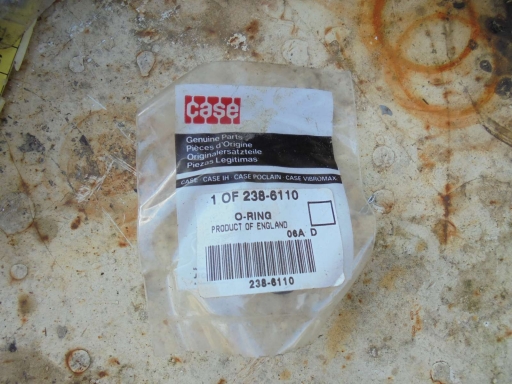 case
Genuine Parts
Pièces d'Origine
Originalersatzteile
Piezas Legitimas
CASE CASE IH CASE POCLAIN CASE VIBROMAX
1 OF 238-6110
O-RING
PRODUCT OF ENGLAND
06A D
238-6110